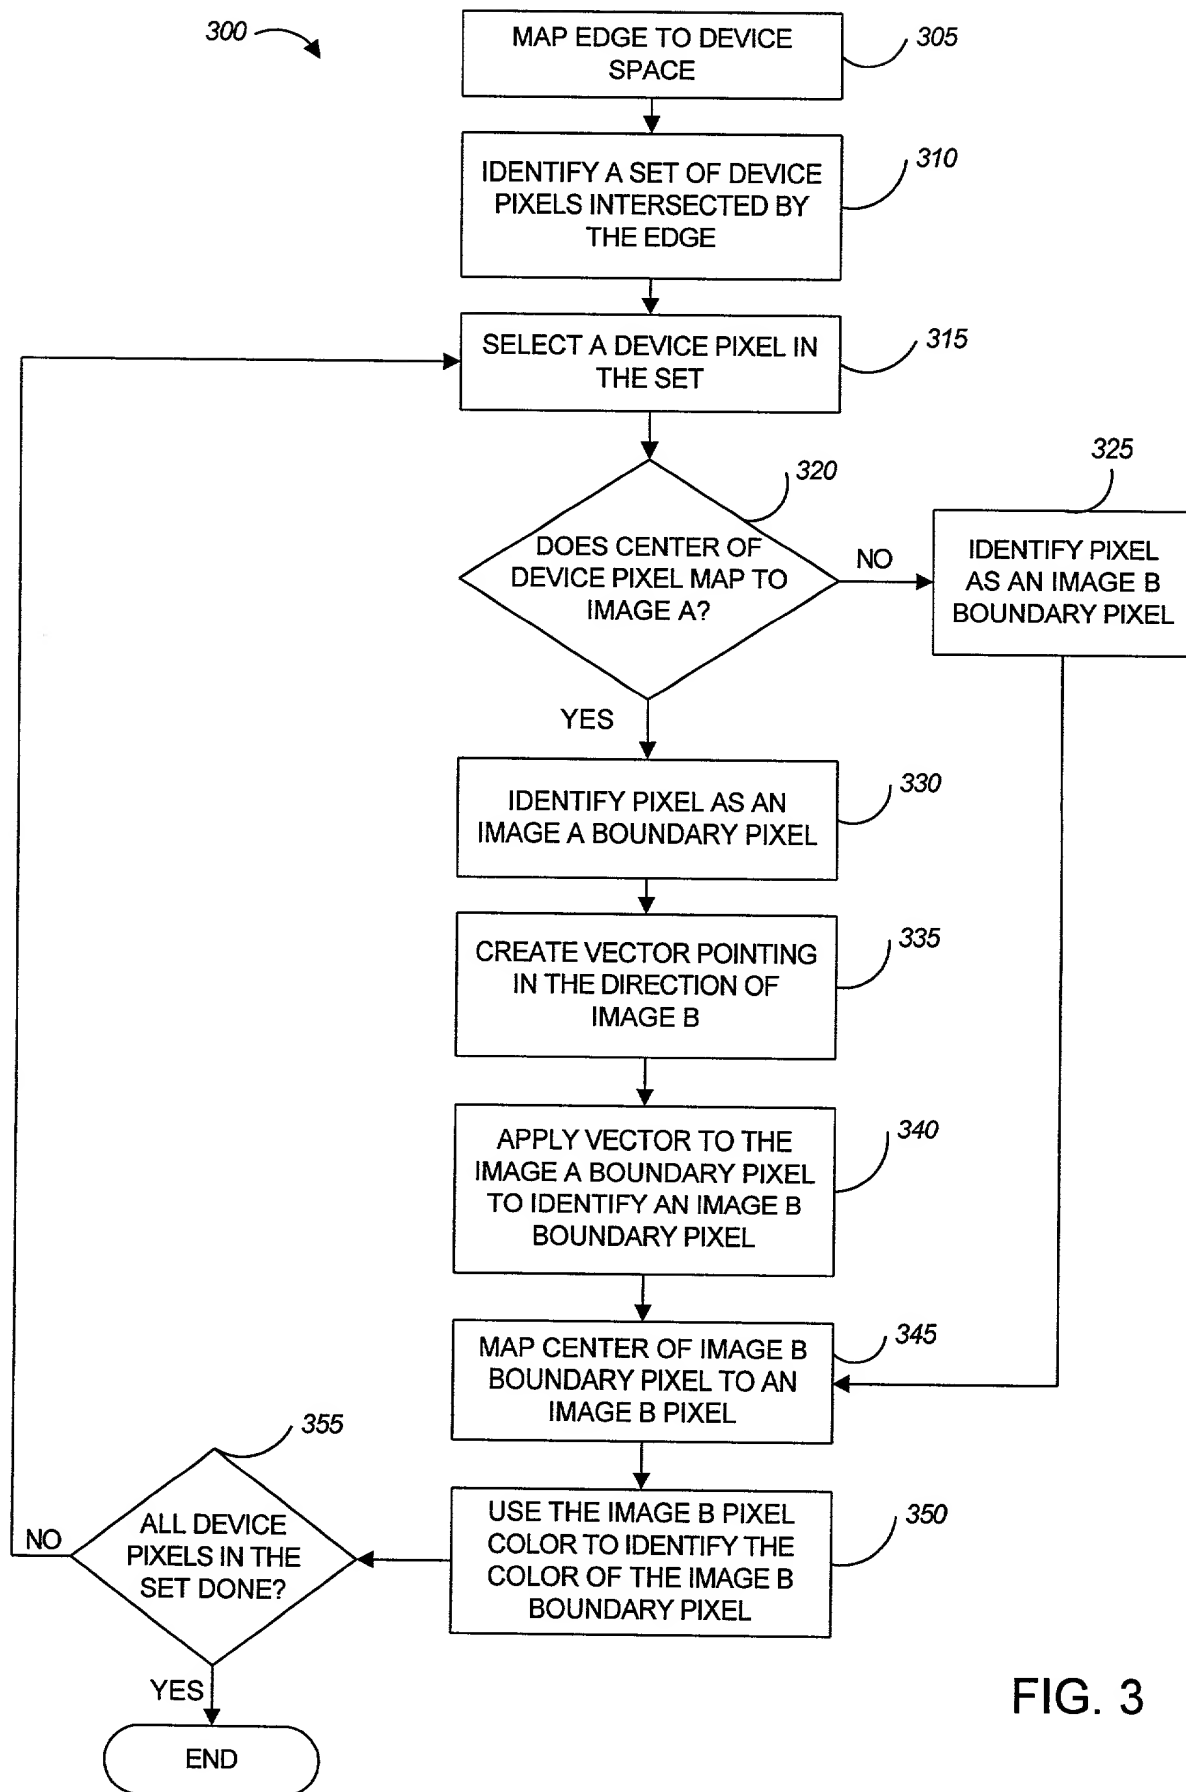 300
MAP EDGE TO DEVICE
SPACE
305
IDENTIFY A SET OF DEVICE
PIXELS INTERSECTED BY
THE EDGE
310
SELECT A DEVICE PIXEL IN
THE SET
315
DOES CENTER OF
DEVICE PIXEL MAP TO
IMAGE A?
320
NO
325
IDENTIFY PIXEL
AS AN IMAGE B
BOUNDARY PIXEL
YES
IDENTIFY PIXEL AS AN
IMAGE A BOUNDARY PIXEL
330
CREATE VECTOR POINTING
IN THE DIRECTION OF
IMAGE B
335
APPLY VECTOR TO THE
IMAGE A BOUNDARY PIXEL
TO IDENTIFY AN IMAGE B
BOUNDARY PIXEL
340
MAP CENTER OF IMAGE B
BOUNDARY PIXEL TO AN
IMAGE B PIXEL
345
USE THE IMAGE B PIXEL
COLOR TO IDENTIFY THE
COLOR OF THE IMAGE B
BOUNDARY PIXEL
350
355
ALL DEVICE
PIXELS IN THE
SET DONE?
NO
YES
END
FIG. 3